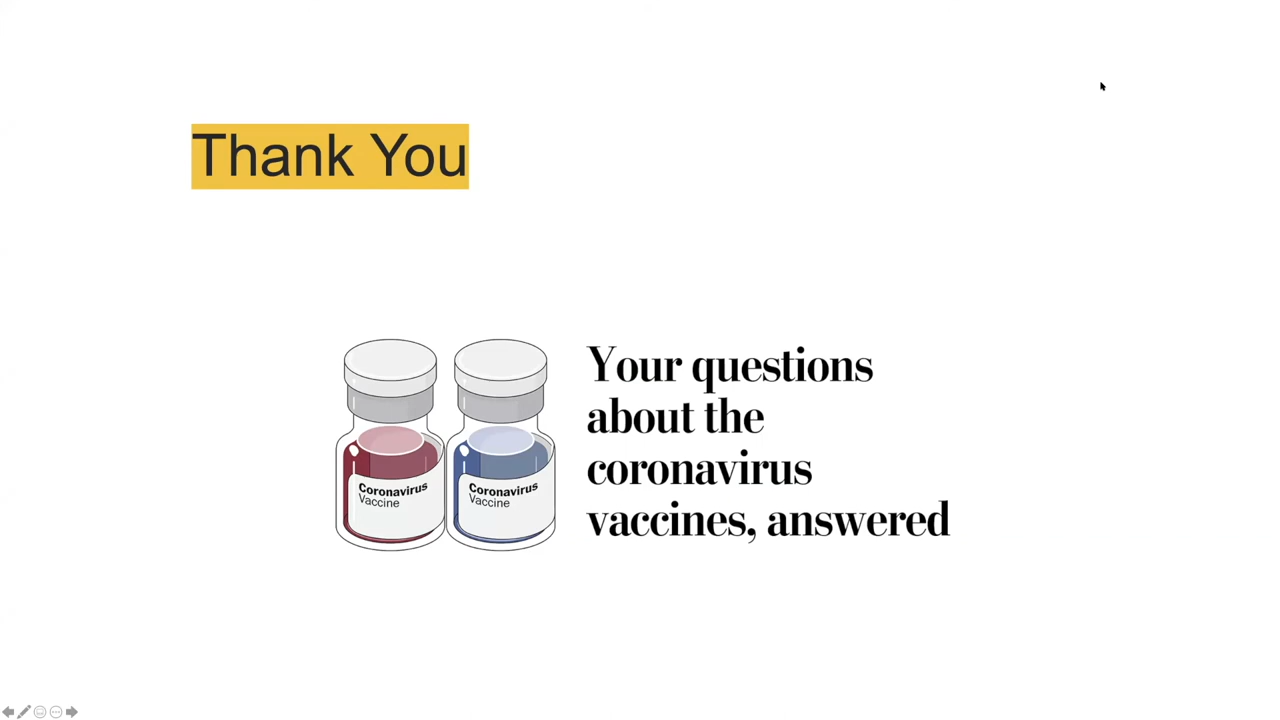 Thank You
Your questions
about the
coronavirus
vaccines, answered
Coronavirus
Vaccine
Coronavirus
Vaccine